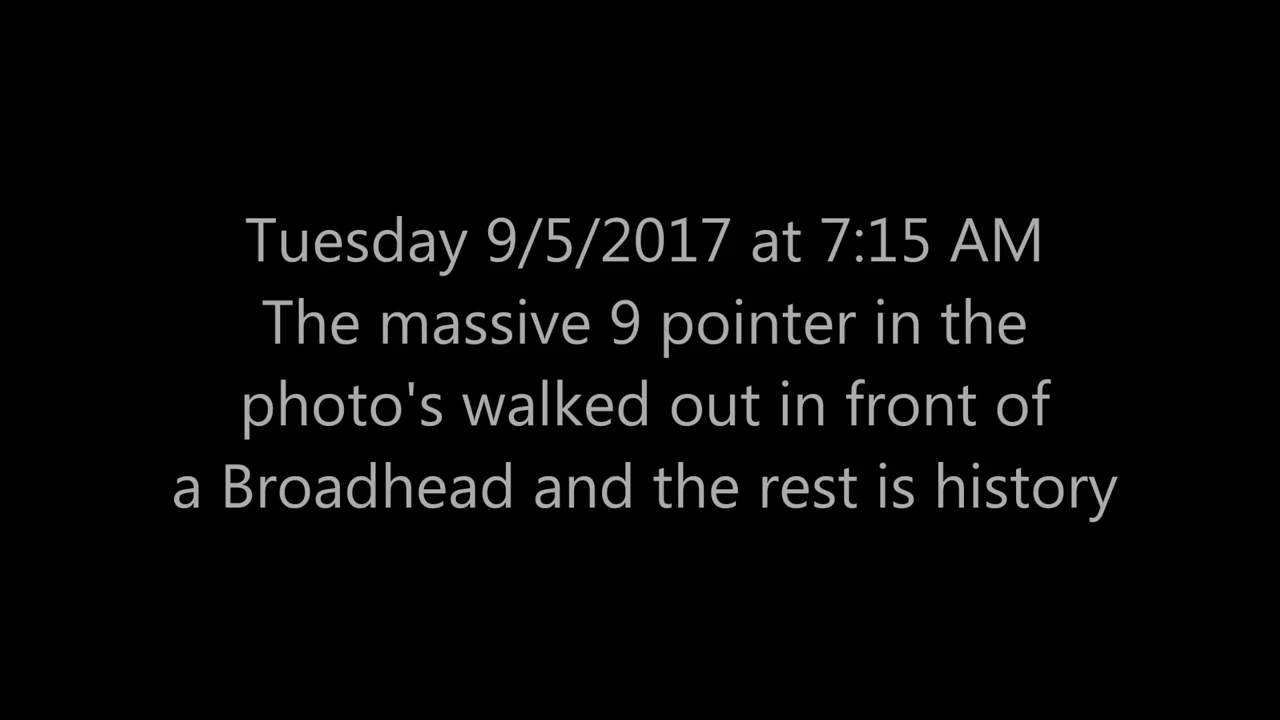 Tuesday 9/5/2017 at 7:15 AM
The massive 9 pointer in the
photo's walked out in front of
a Broadhead and the rest is history